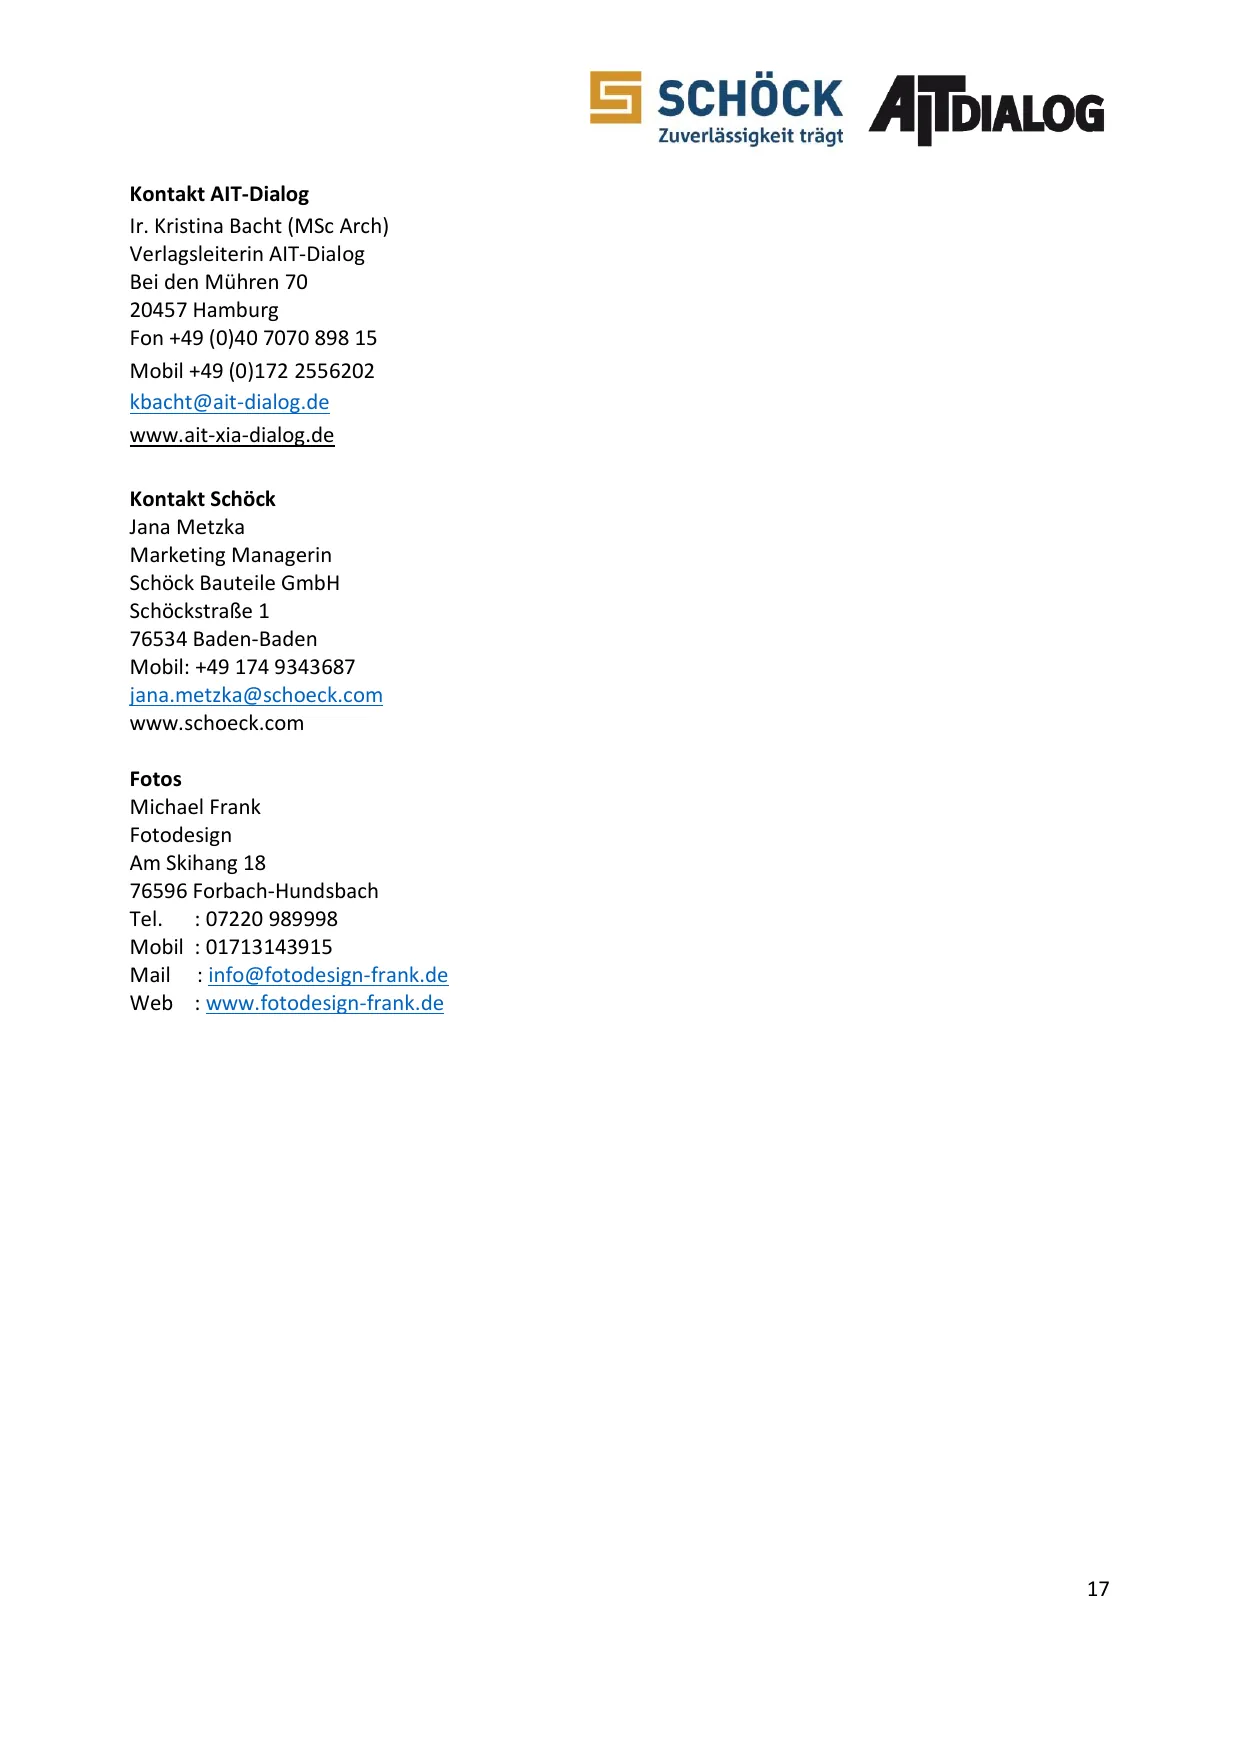 SCHÖCK
Zuverlässigkeit trägt
AIT DIALOG
Kontakt AIT-Dialog
Ir. Kristina Bacht (MSc Arch)
Verlagsleiterin AIT-Dialog
Bei den Mühren 70
20457 Hamburg
Fon +49 (0)40 7070 898 15
Mobil +49 (0)172 2556202
kbacht@ait-dialog.de
www.ait-xia-dialog.de
Kontakt Schöck
Jana Metzka
Marketing Managerin
Schöck Bauteile GmbH
Schöckstraße 1
76534 Baden-Baden
Mobil: +49 174 9343687
jana.metzka@schoeck.com
www.schoeck.com
Fotos
Michael Frank
Fotodesign
Am Skihang 18
76596 Forbach-Hundsbach
Tel. : 07220 989998
Mobil : 01713143915
Mail : info@fotodesign-frank.de
Web : www.fotodesign-frank.de
17